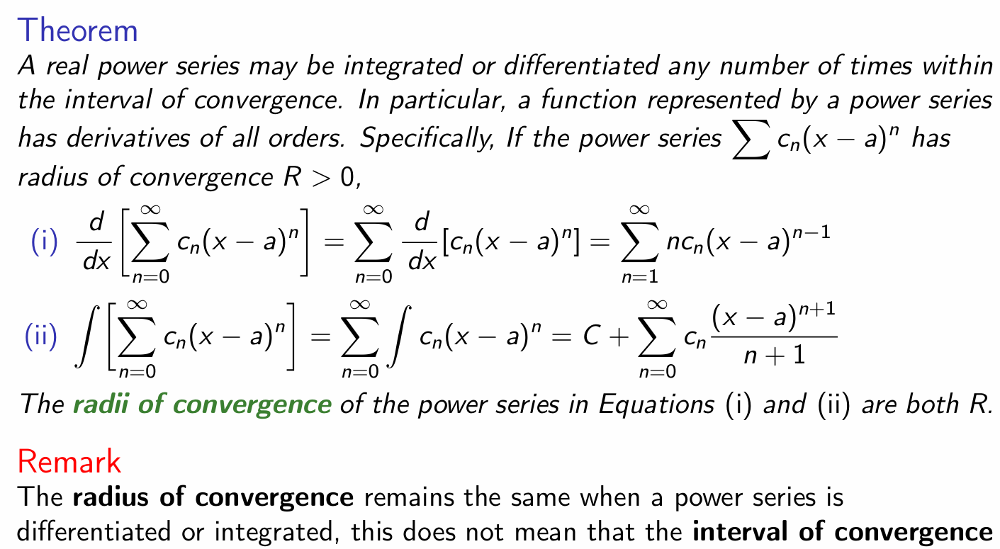 Theorem
A real power series may be integrated or differentiated any number of times within
the interval of convergence. In particular, a function represented by a power series
has derivatives of all orders. Specifically, If the power series $\sum c_n(x-a)^n$ has
radius of convergence $R > 0$,
(i) $\frac{d}{dx}\left[\sum_{n=0}^{\infty} c_n(x-a)^n\right] = \sum_{n=0}^{\infty} \frac{d}{dx}[c_n(x-a)^n] = \sum_{n=1}^{\infty} nc_n(x-a)^{n-1}$
(ii) $\int\left[\sum_{n=0}^{\infty} c_n(x-a)^n\right] = \sum_{n=0}^{\infty} \int c_n(x-a)^n = C + \sum_{n=0}^{\infty} c_n\frac{(x-a)^{n+1}}{n+1}$
The radii of convergence of the power series in Equations (i) and (ii) are both R.
Remark
The radius of convergence remains the same when a power series is
differentiated or integrated, this does not mean that the interval of convergence